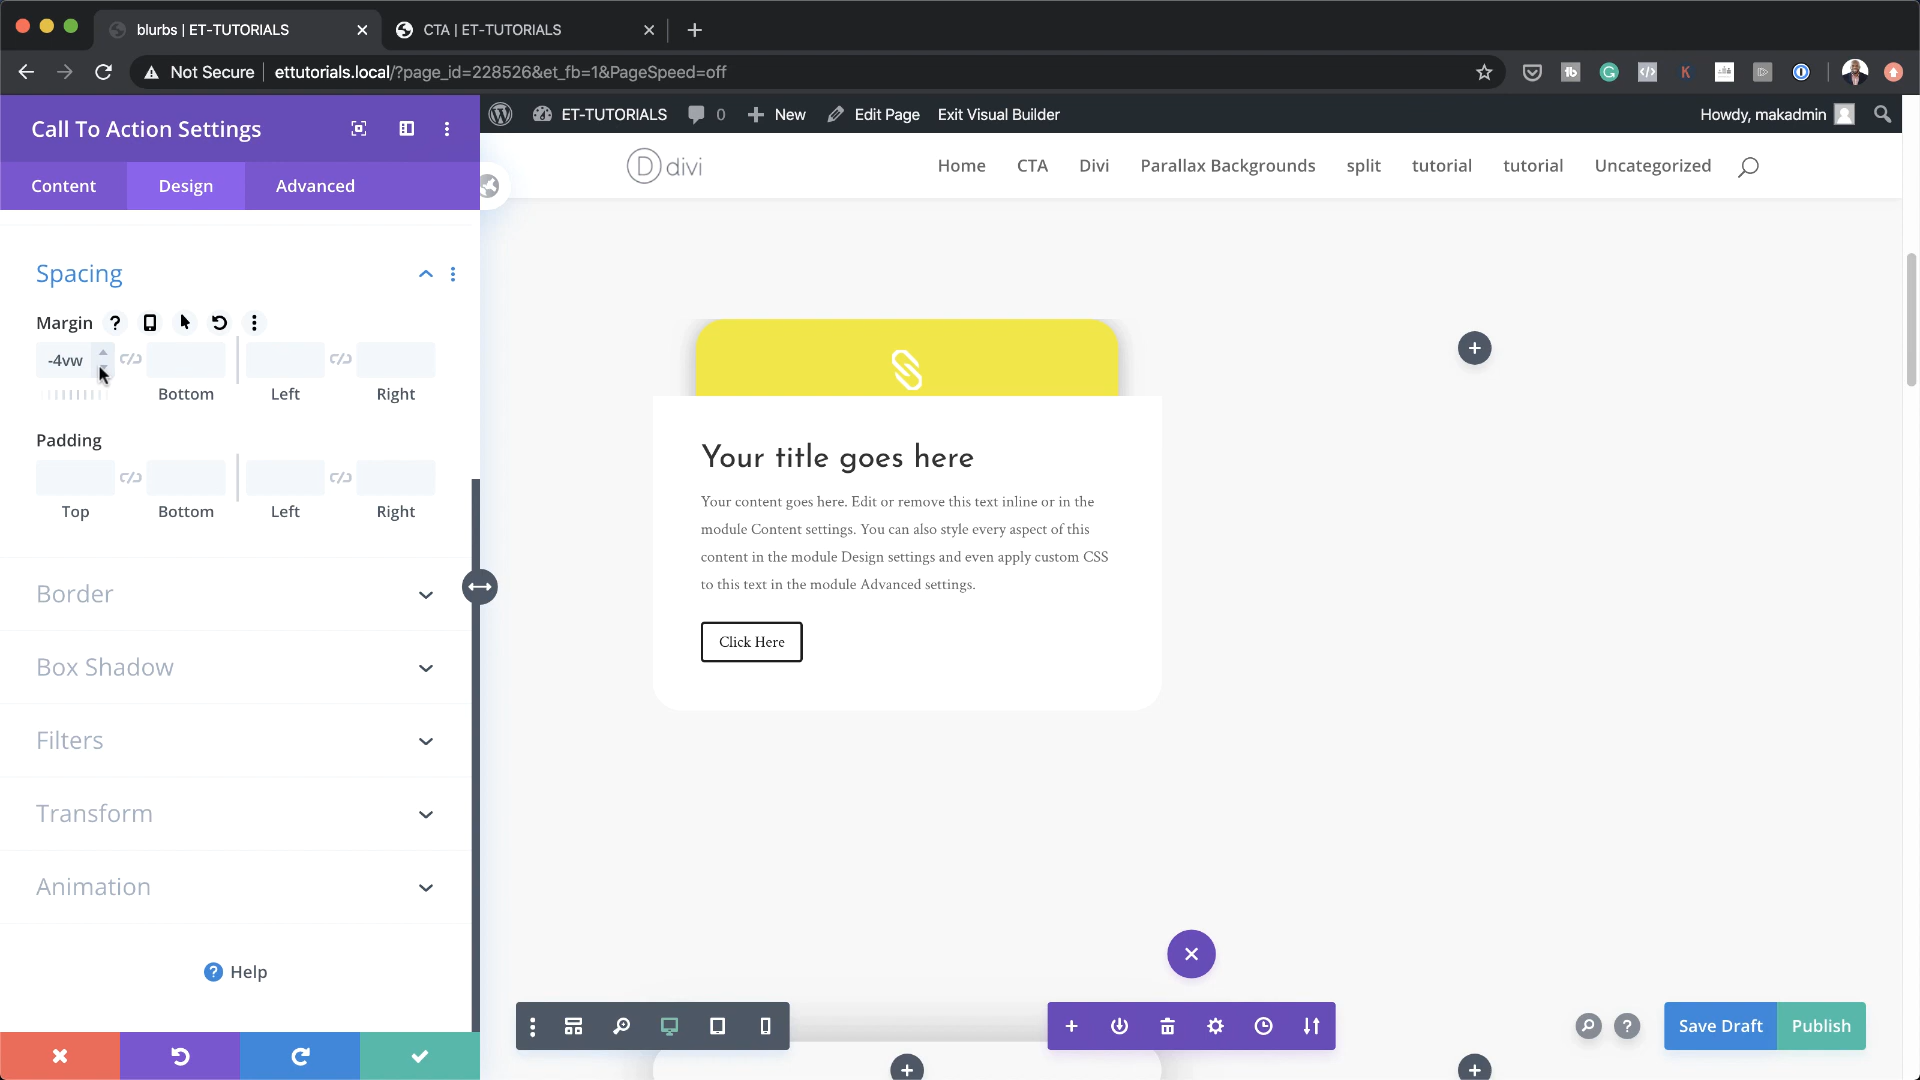 blurbs | ET-TUTORIALS
CTA | ET-TUTORIALS
Not Secure
ettutorials.local/?page_id=228526&et_fb=1&PageSpeed=off
Call To Action Settings
ET-TUTORIALS
0
New
Edit Page
Exit Visual Builder
Howdy, makadmin
Content
Design
Advanced
divi
Home
CTA
Divi
Parallax Backgrounds
split
tutorial
tutorial
Uncategorized
Spacing
Margin
-4vw
Bottom
Left
Right
Padding
Top
Bottom
Left
Right
Border
Box Shadow
Filters
Transform
Animation
Help
Your title goes here
Your content goes here. Edit or remove this text inline or in the
module Content settings. You can also style every aspect of this
content in the module Design settings and even apply custom CSS
to this text in the module Advanced settings.
Click Here
Save Draft
Publish